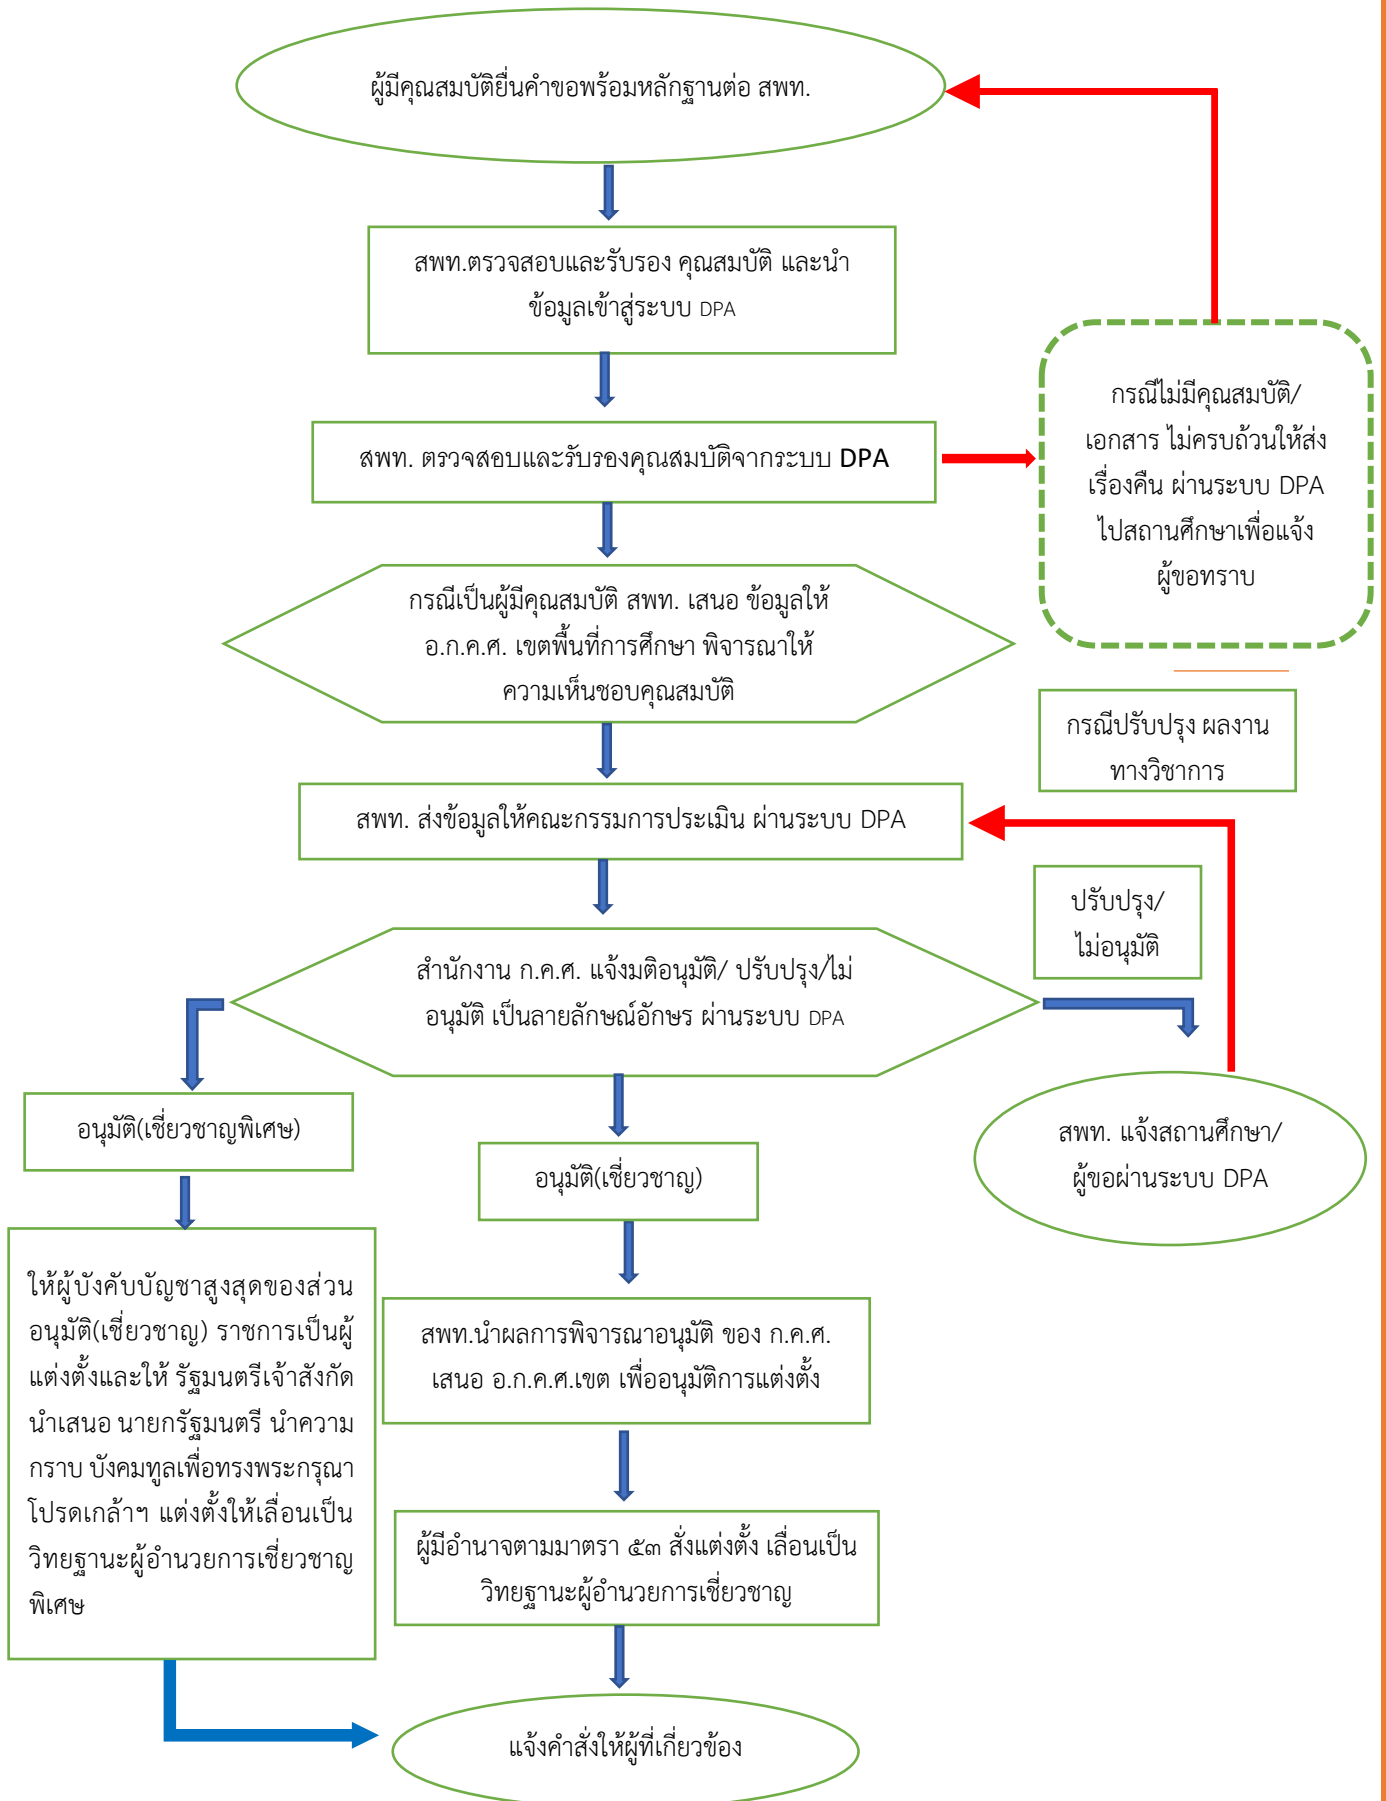 ผู้มีคุณสมบัติยื่นคำขอพร้อมหลักฐานต่อ สพท.
สพท.ตรวจสอบและรับรอง คุณสมบัติ และนำ
ข้อมูลเข้าสู่ระบบ DPA
สพท. ตรวจสอบและรับรองคุณสมบัติจากระบบ DPA
กรณีไม่มีคุณสมบัติ/
เอกสาร ไม่ครบถ้วนให้ส่ง
เรื่องคืน ผ่านระบบ DPA
ไปสถานศึกษาเพื่อแจ้ง
ผู้ขอทราบ
กรณีเป็นผู้มีคุณสมบัติ สพท. เสนอ ข้อมูลให้
อ.ก.ค.ศ. เขตพื้นที่การศึกษา พิจารณาให้
ความเห็นชอบคุณสมบัติ
กรณีปรับปรุง ผลงาน
ทางวิชาการ
สพท. ส่งข้อมูลให้คณะกรรมการประเมิน ผ่านระบบ DPA
ปรับปรุง/
ไม่อนุมัติ
สำนักงาน ก.ค.ศ. แจ้งมติอนุมัติ/ ปรับปรุง/ไม่
อนุมัติ เป็นลายลักษณ์อักษร ผ่านระบบ DPA
อนุมัติ(เชี่ยวชาญพิเศษ)
อนุมัติ(เชี่ยวชาญ)
สพท. แจ้งสถานศึกษา/
ผู้ขอผ่านระบบ DPA
ให้ผู้บังคับบัญชาสูงสุดของส่วน
อนุมัติ(เชี่ยวชาญ) ราชการเป็นผู้
แต่งตั้งและให้ รัฐมนตรีเจ้าสังกัด
นำเสนอ นายกรัฐมนตรี นำความ
กราบ บังคมทูลเพื่อทรงพระกรุณา
โปรดเกล้าฯ แต่งตั้งให้เลื่อนเป็น
วิทยฐานะผู้อำนวยการเชี่ยวชาญ
พิเศษ
สพท.นำผลการพิจารณาอนุมัติ ของ ก.ค.ศ.
เสนอ อ.ก.ค.ศ.เขต เพื่ออนุมัติการแต่งตั้ง
ผู้มีอำนาจตามมาตรา ๕๓ สั่งแต่งตั้ง เลื่อนเป็น
วิทยฐานะผู้อำนวยการเชี่ยวชาญ
แจ้งคำสั่งให้ผู้ที่เกี่ยวข้อง